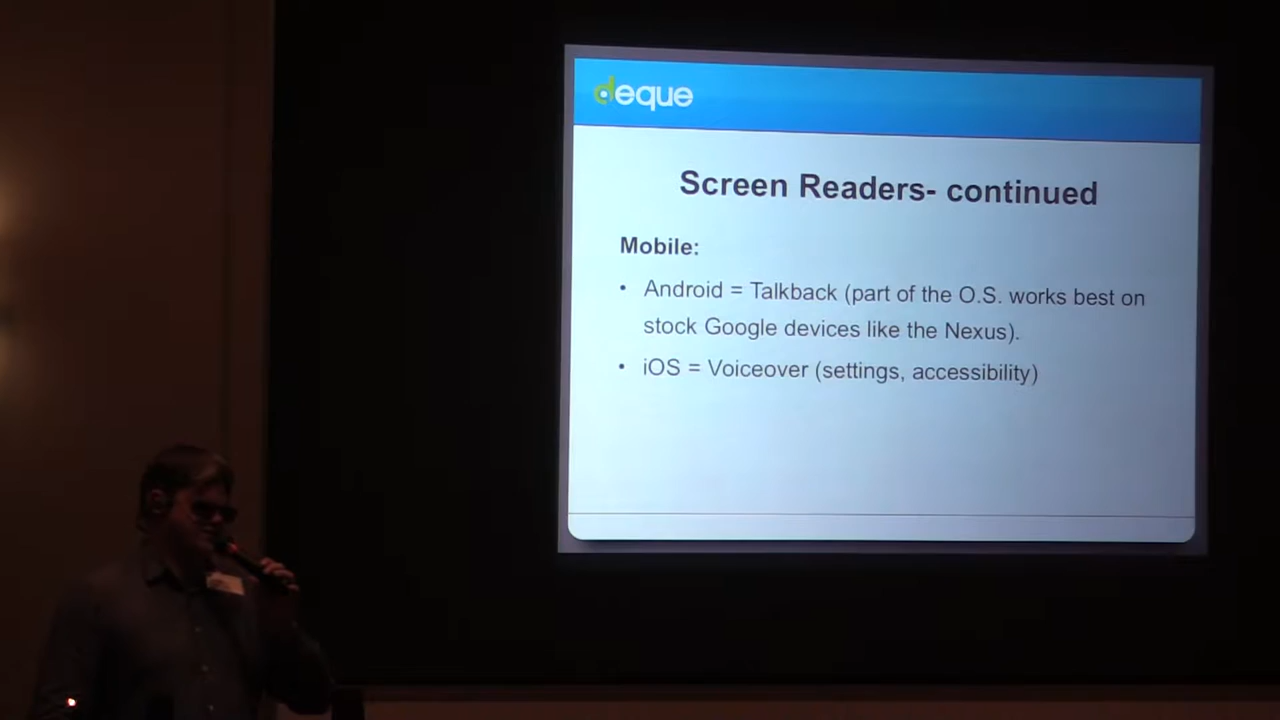 deque
Screen Readers- continued
Mobile:
• Android = Talkback (part of the O.S. works best on
stock Google devices like the Nexus).
• iOS = Voiceover (settings, accessibility)